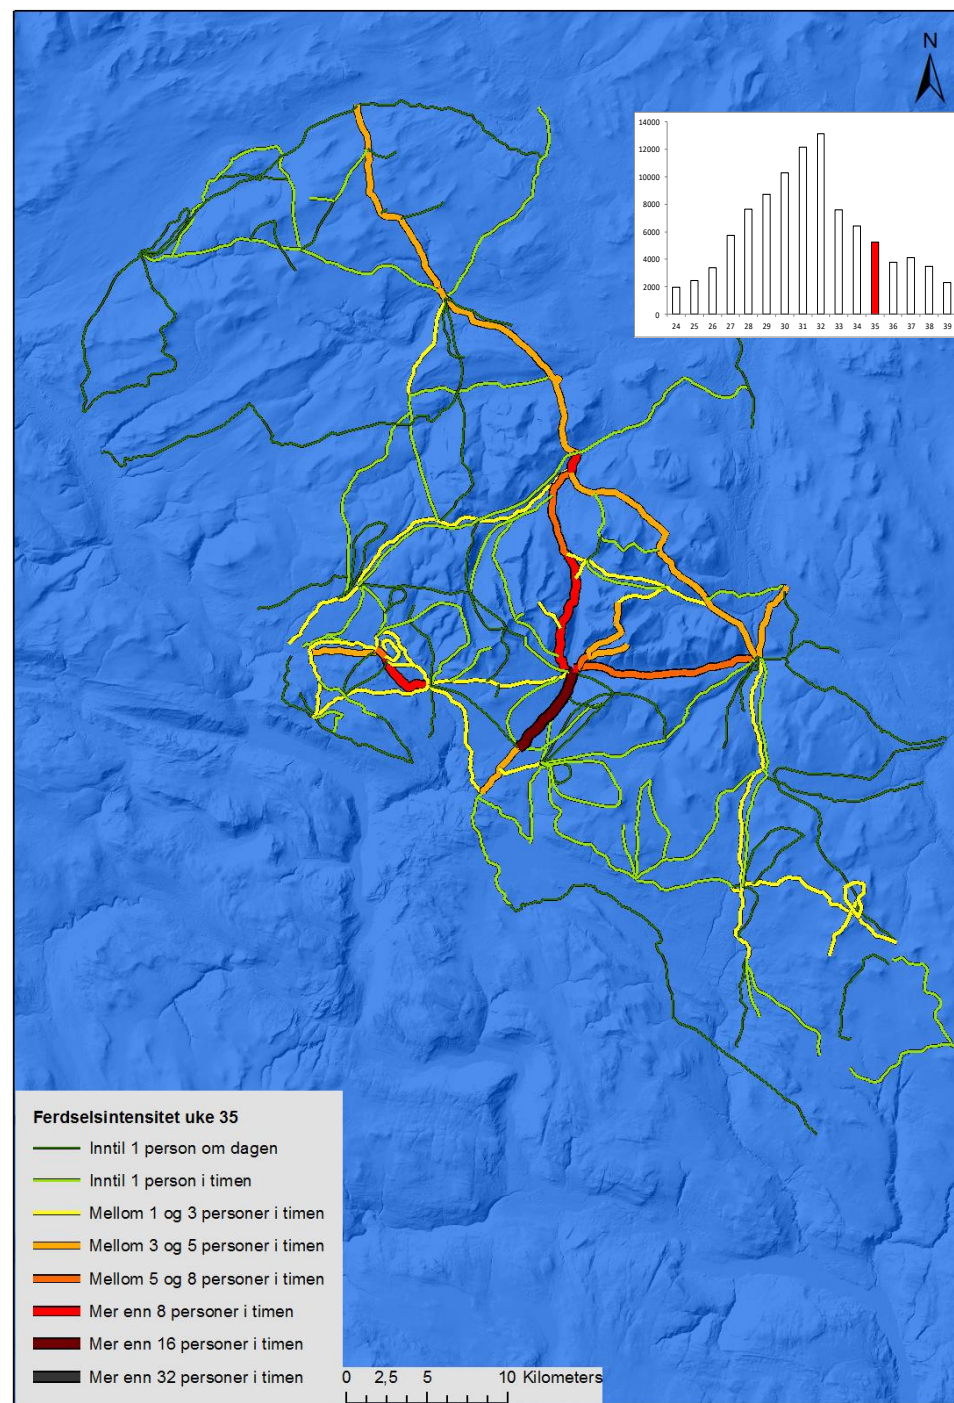 N
14000
12000
10000
8000
6000
4000
2000
0
24 25 26 27 28 29 30 31 32 33 34 35 36 37 38 39
Ferdselsintensitet uke 35
Inntil 1 person om dagen
Inntil 1 person i timen
Mellom 1 og 3 personer i timen
Mellom 3 og 5 personer i timen
Mellom 5 og 8 personer i timen
Mer enn 8 personer i timen
Mer enn 16 personer i timen
Mer enn 32 personer i timen
0 2,5 5 10 Kilometers